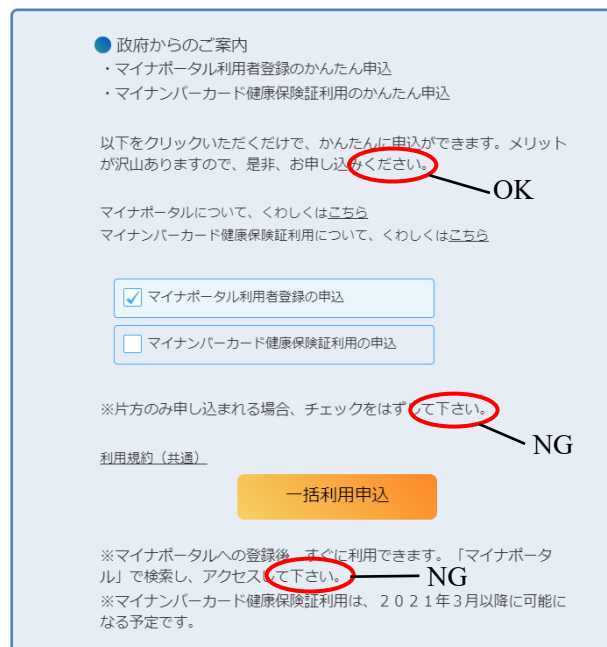 政府からのご案内
・マイナポータル利用者登録のかんたん申込
・マイナンバーカード健康保険証利用のかんたん申込
以下をクリックいただくだけで、かんたんに申込ができます。メリット
が沢山ありますので、是非、お申し込みください。
OK
マイナポータルについて、くわしくはこちら
マイナンバーカード健康保険証利用について、くわしくはこちら
マイナポータル利用者登録の申込
マイナンバーカード健康保険証利用の申込
※片方のみ申し込まれる場合、チェックをはずして下さい。
NG
利用規約（共通）
一括利用申込
※マイナポータルへの登録後、すぐに利用できます。「マイナポータ
ル」で検索し、アクセスして下さい。
NG
※マイナンバーカード健康保険証利用は、２０２１年３月以降に可能に
なる予定です。